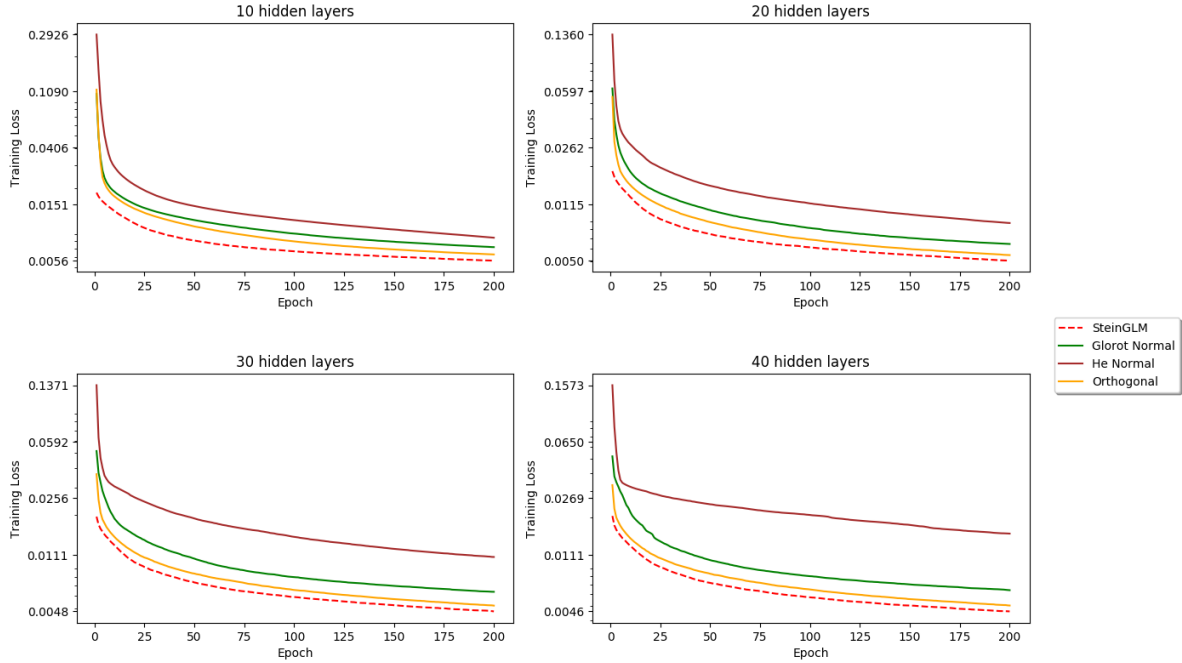 10 hidden layers
0.2926
0.1090
0.0406
0.0151
0.0056
Training Loss
0 25 50 75 100 125 150 175 200
Epoch
20 hidden layers
0.1360
0.0597
0.0262
0.0115
0.0050
Training Loss
0 25 50 75 100 125 150 175 200
Epoch
SteinGLM
Glorot Normal
He Normal
Orthogonal
30 hidden layers
0.1371
0.0592
0.0256
0.0111
0.0048
Training Loss
0 25 50 75 100 125 150 175 200
Epoch
40 hidden layers
0.1573
0.0650
0.0269
0.0111
0.0046
Training Loss
0 25 50 75 100 125 150 175 200
Epoch